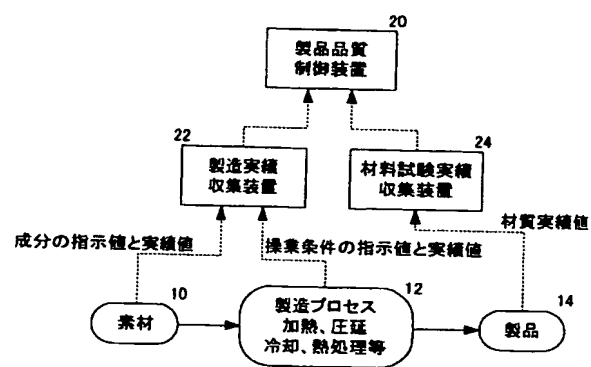 20
製品品質
制御装置
22
製造実績
収集装置
24
材料試験実績
収集装置
成分の指示値と実績値
操業条件の指示値と実績値
材質実績値
10
素材
12
製造プロセス
加熱、圧延
冷却、熱処理等
14
製品